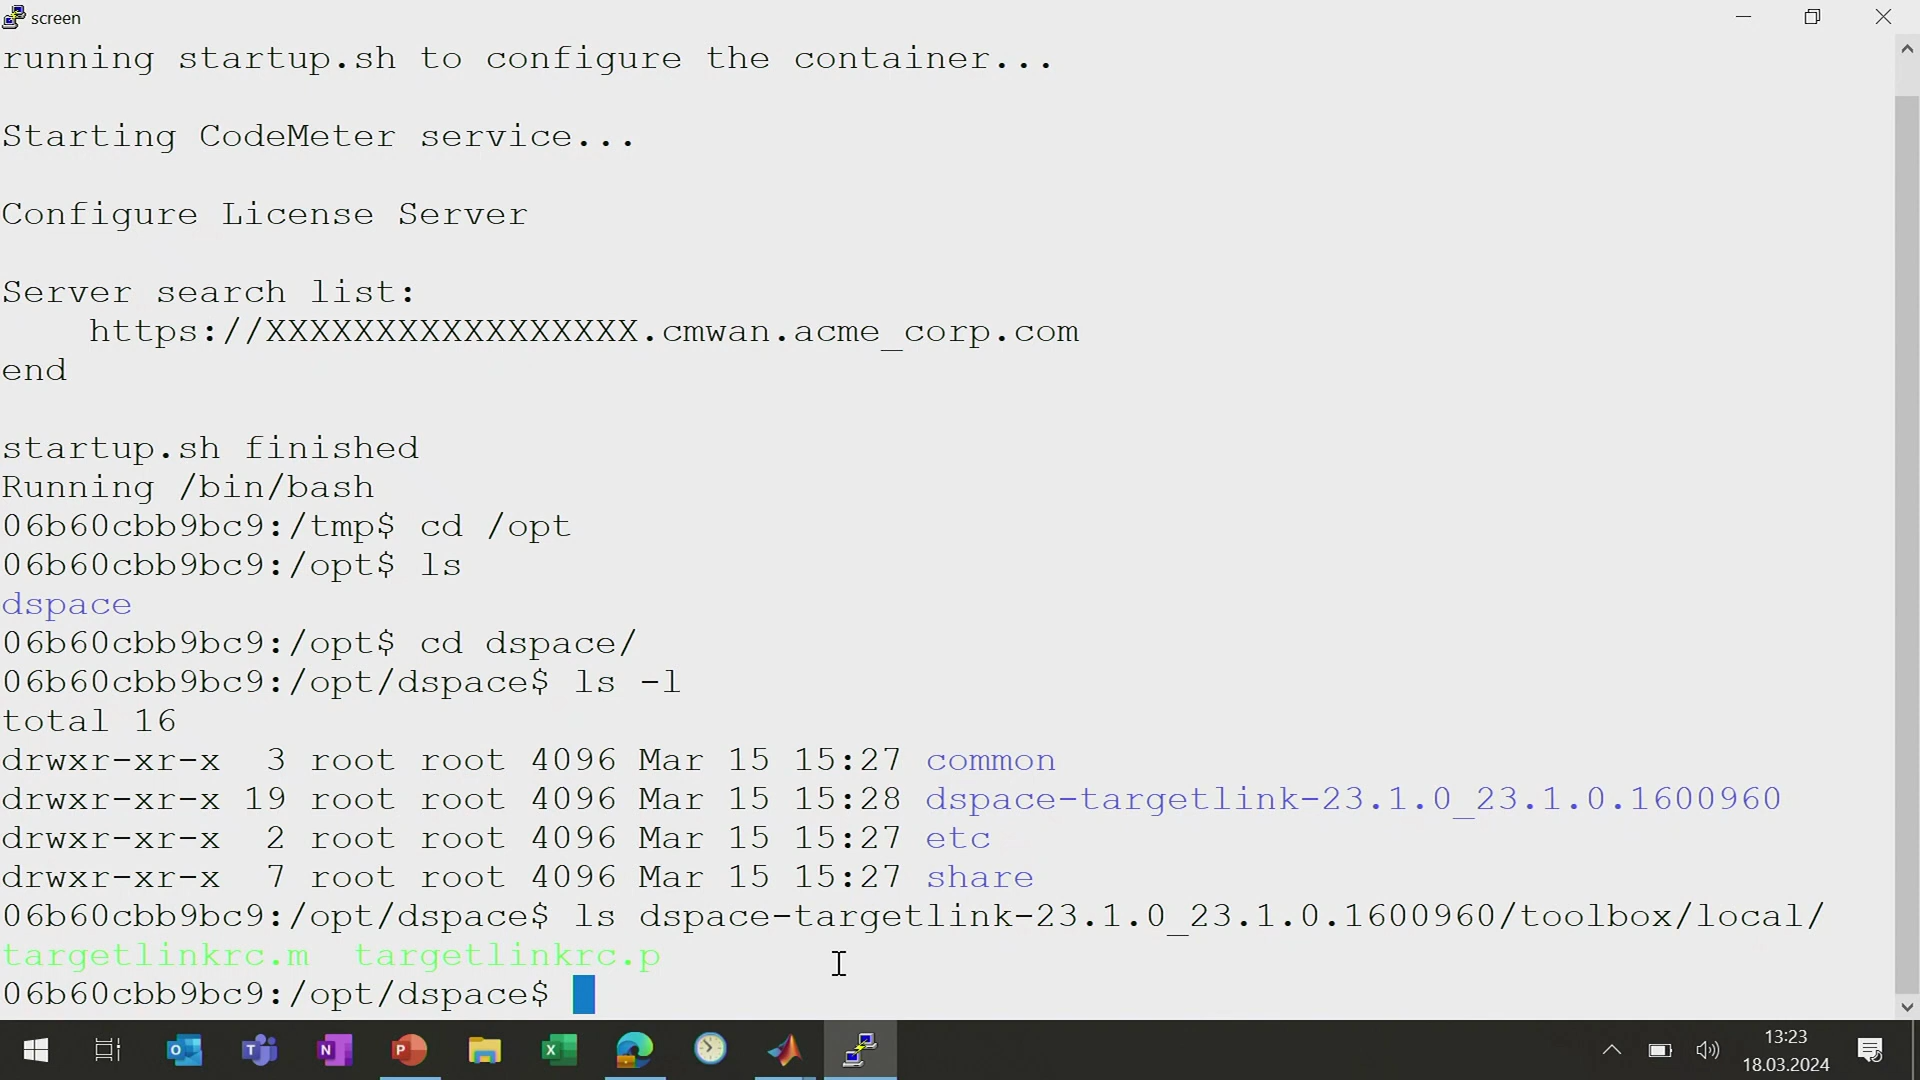 screen
running startup.sh to configure the container...
Starting CodeMeter service...
Configure License Server
Server search list:
    https://XXXXXXXXXXXXXXXXX.cmwan.acme_corp.com
end
startup.sh finished
Running /bin/bash
06b60cbb9bc9:/tmp$ cd /opt
06b60cbb9bc9:/opt$ ls
dspace
06b60cbb9bc9:/opt$ cd dspace/
06b60cbb9bc9:/opt/dspace$ ls -l
total 16
drwxr-xr-x  3 root root 4096 Mar 15 15:27 common
drwxr-xr-x 19 root root 4096 Mar 15 15:28 dspace-targetlink-23.1.0_23.1.0.1600960
drwxr-xr-x  2 root root 4096 Mar 15 15:27 etc
drwxr-xr-x  7 root root 4096 Mar 15 15:27 share
06b60cbb9bc9:/opt/dspace$ ls dspace-targetlink-23.1.0_23.1.0.1600960/toolbox/local/
targetlinkrc.m  targetlinkrc.p
06b60cbb9bc9:/opt/dspace$
13:23
18.03.2024